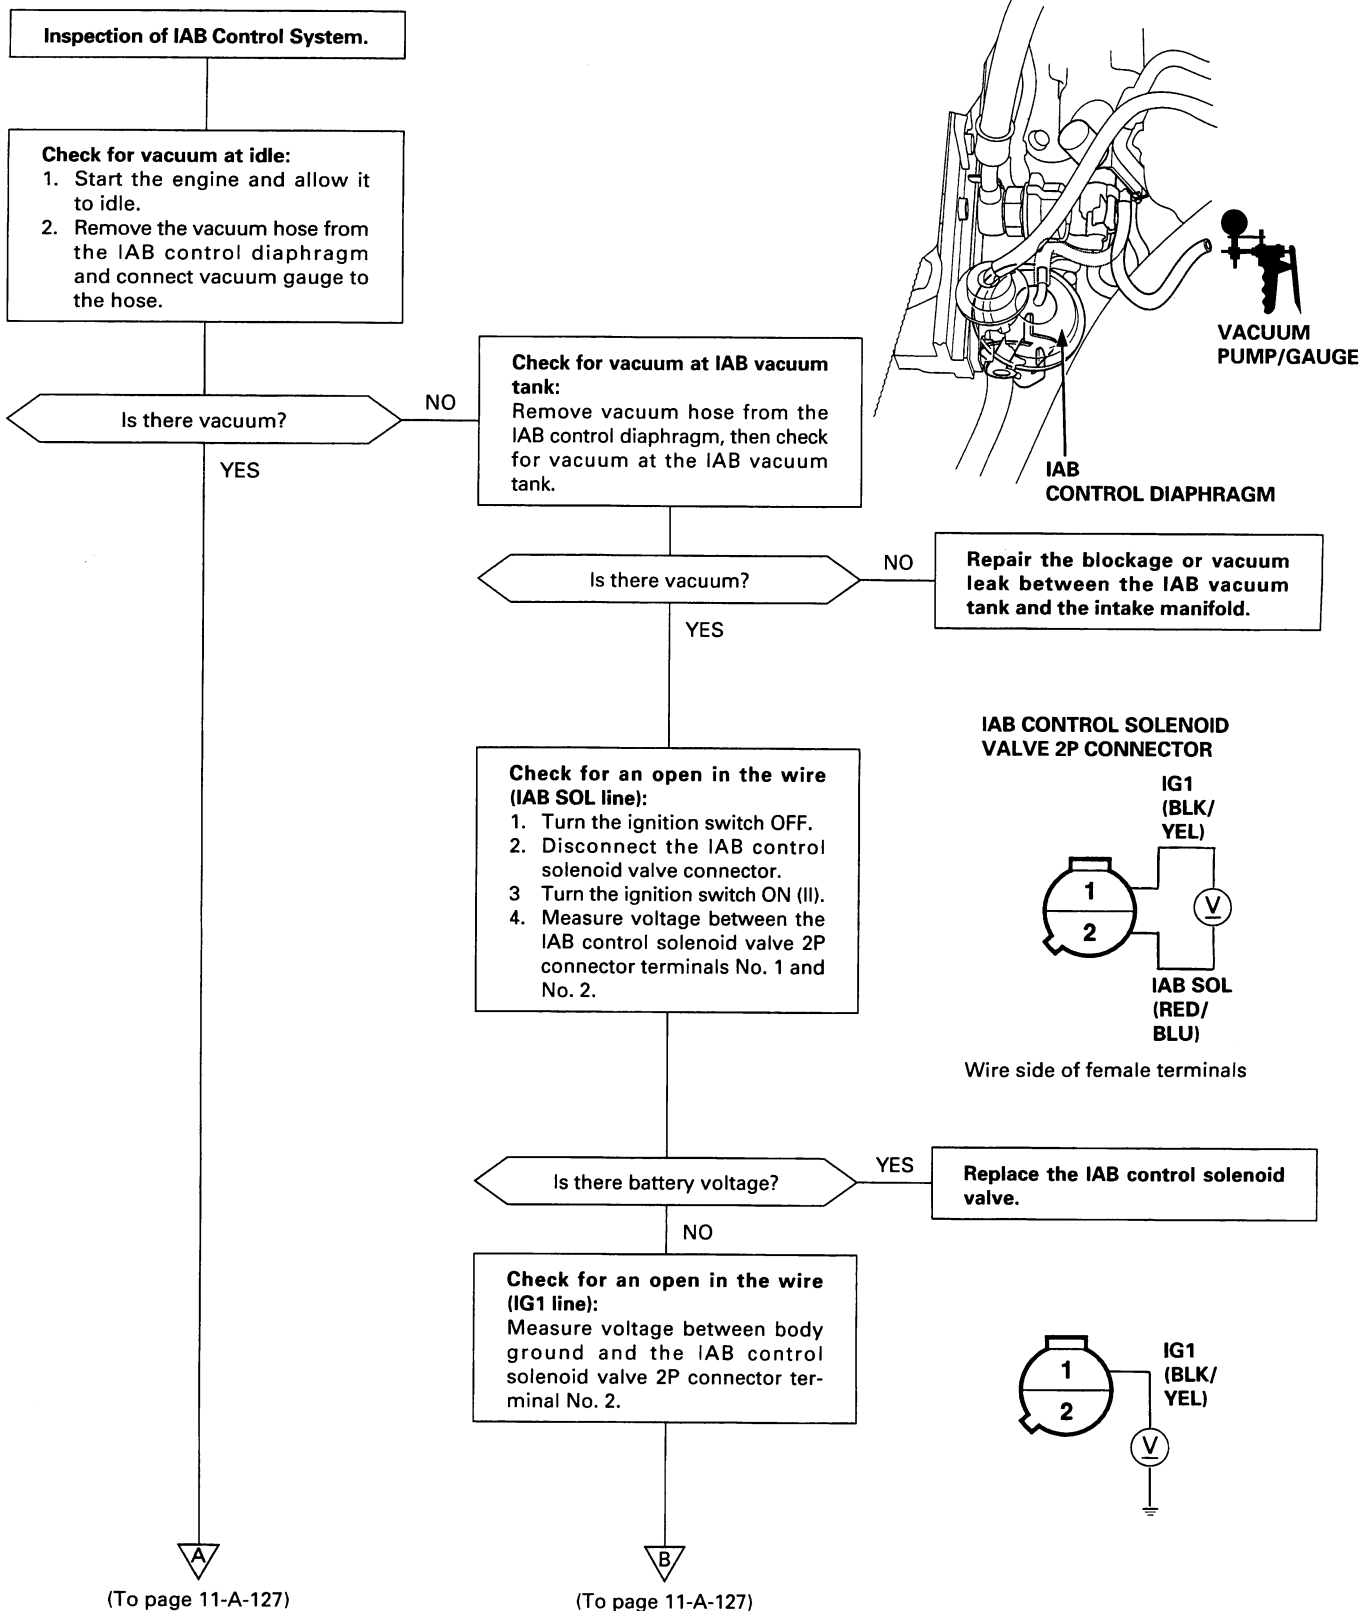 Inspection of IAB Control System.
Check for vacuum at idle:
1. Start the engine and allow it
to idle.
2. Remove the vacuum hose from
the IAB control diaphragm
and connect vacuum gauge to
the hose.
Is there vacuum?
NO
YES
Check for vacuum at IAB vacuum
tank:
Remove vacuum hose from the
IAB control diaphragm, then check
for vacuum at the IAB vacuum
tank.
VACUUM
PUMP/GAUGE
IAB
CONTROL DIAPHRAGM
Is there vacuum?
NO
YES
Repair the blockage or vacuum
leak between the IAB vacuum
tank and the intake manifold.
Check for an open in the wire
(IAB SOL line):
1. Turn the ignition switch OFF.
2. Disconnect the IAB control
solenoid valve connector.
3 Turn the ignition switch ON (II).
4. Measure voltage between the
IAB control solenoid valve 2P
connector terminals No. 1 and
No. 2.
IAB CONTROL SOLENOID
VALVE 2P CONNECTOR
IG1
(BLK/
YEL)
1
2
V
IAB SOL
(RED/
BLU)
Wire side of female terminals
Is there battery voltage?
YES
NO
Replace the IAB control solenoid
valve.
Check for an open in the wire
(IG1 line):
Measure voltage between body
ground and the IAB control
solenoid valve 2P connector ter-
minal No. 2.
1
2
IG1
(BLK/
YEL)
V
A
(To page 11-A-127)
B
(To page 11-A-127)